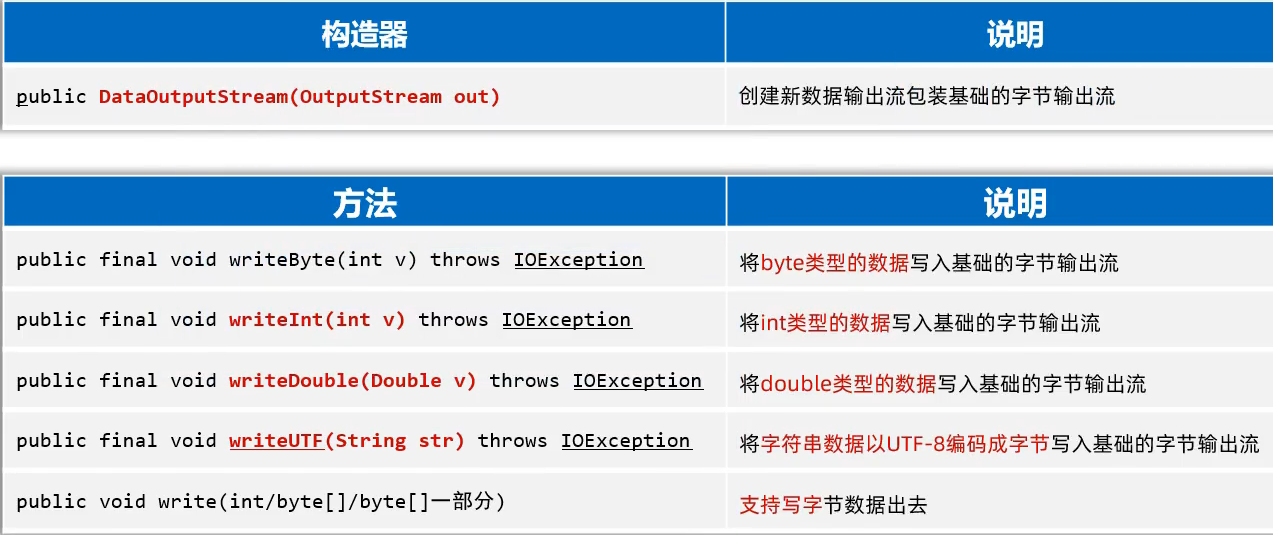 构造器 说明
public DataOutputStream(OutputStream out) 创建新数据输出流包装基础的字节输出流
方法 说明
public final void writeByte(int v) throws IOException 将byte类型的数据写入基础的字节输出流
public final void writeInt(int v) throws IOException 将int类型的数据写入基础的字节输出流
public final void writeDouble(Double v) throws IOException 将double类型的数据写入基础的字节输出流
public final void writeUTF(String str) throws IOException 将字符串数据以UTF-8编码成字节写入基础的字节输出流
public void write(int/byte[]/byte[]一部分) 支持写字节数据出去